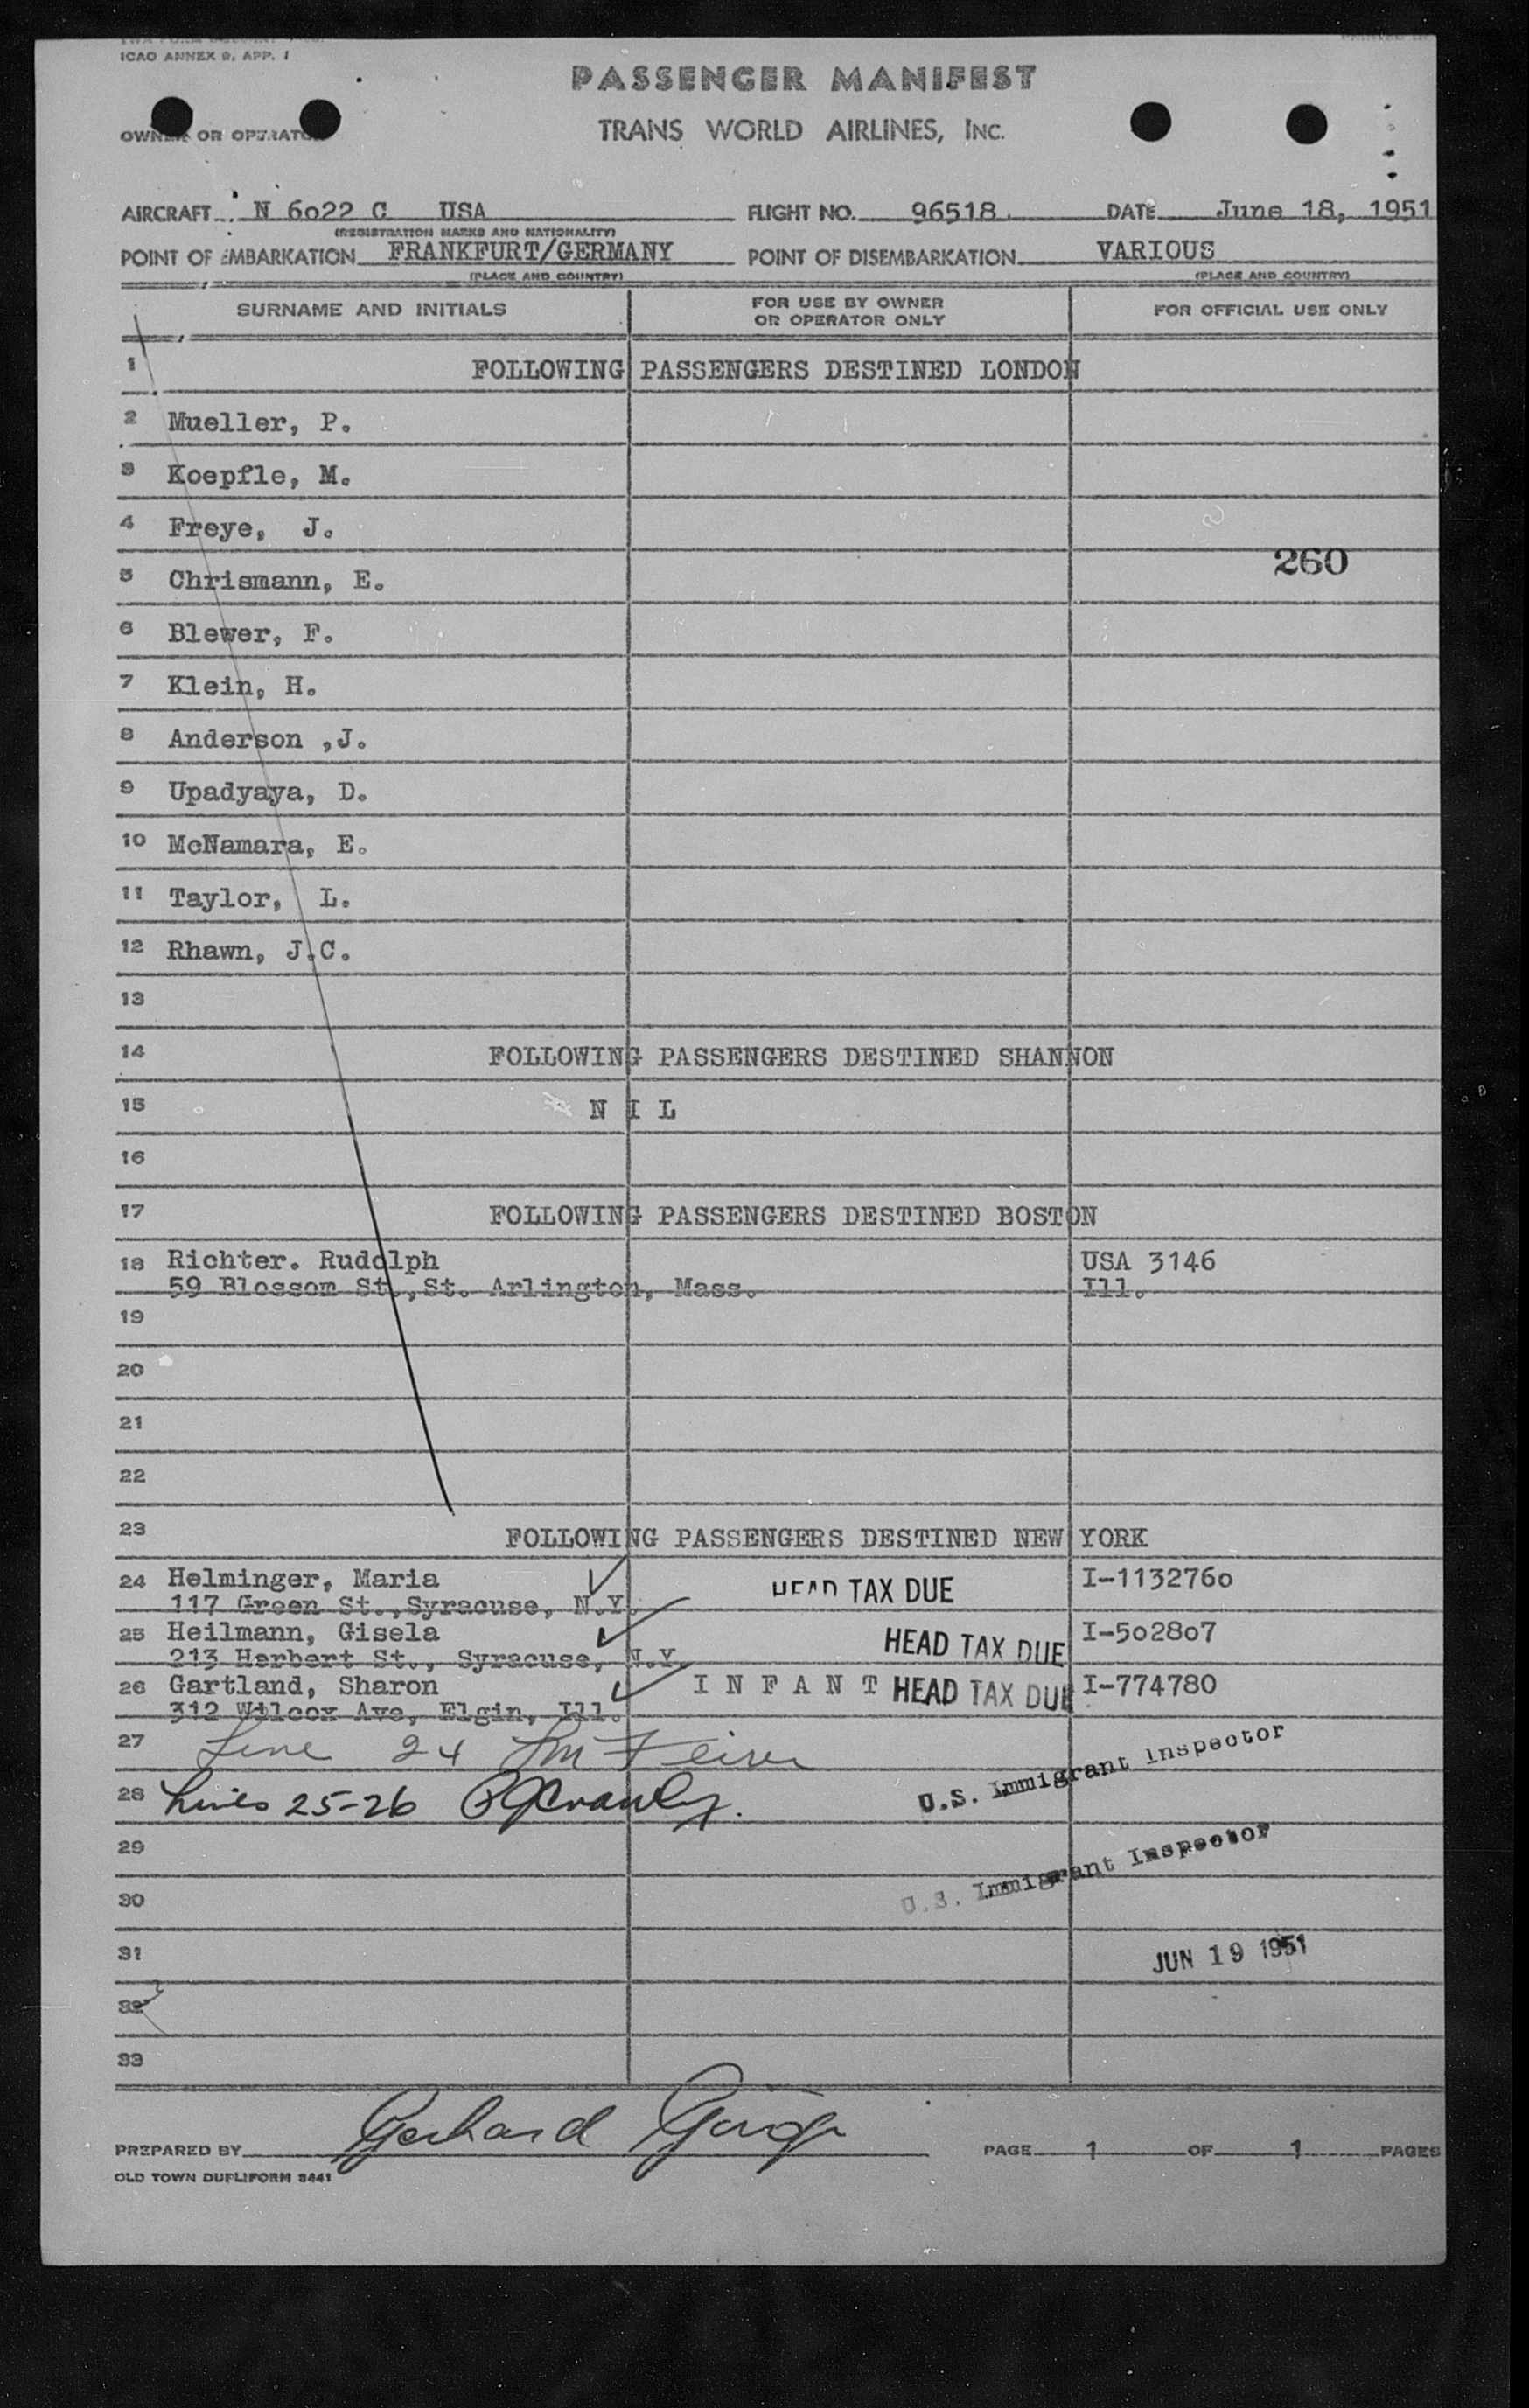 ICAO ANNEX 9, APP. 1
PASSENGER MANIFEST
OWNER OR OPERATOR
TRANS WORLD AIRLINES, INC.
AIRCRAFT N 6o22 C USA FLIGHT NO. 96518 DATE June 18, 1951
(REGISTRATION MARKS AND NATIONALITY)
POINT OF EMBARKATION FRANKFURT/GERMANY POINT OF DISEMBARKATION VARIOUS
(PLACE AND COUNTRY) (PLACE AND COUNTRY)
SURNAME AND INITIALS FOR USE BY OWNER OR OPERATOR ONLY FOR OFFICIAL USE ONLY
1 FOLLOWING PASSENGERS DESTINED LONDON
2 Mueller, P.
3 Koepfle, M.
4 Freye, J.
260
5 Chrismann, E.
6 Blewer, F.
7 Klein, H.
8 Anderson ,J.
9 Upadyaya, D.
10 McNamara, E.
11 Taylor, L.
12 Rhawn, J.C.
13
14 FOLLOWING PASSENGERS DESTINED SHANNON
15 N I L
16
17 FOLLOWING PASSENGERS DESTINED BOSTON
18 Richter. Rudolph USA 3146
59 Blossom St.,St. Arlington, Mass. Ill.
19
20
21
22
23 FOLLOWING PASSENGERS DESTINED NEW YORK
24 Helminger, Maria HEAD TAX DUE I-113276o
117 Green St.,Syracuse, N.Y.
25 Heilmann, Gisela HEAD TAX DUE I-5o28o7
213 Herbert St., Syracuse, N.Y.
26 Gartland, Sharon I N F A N T HEAD TAX DUE I-774780
312 Wilcox Ave, Elgin, Ill.
27 Line 24
U.S. Immigrant Inspector
28 Lines 25-26
29
U.S. Immigrant Inspector
30
31 JUN 19 1951
32
33
PREPARED BY Gerhard PAGE 1 OF 1 PAGES
OLD TOWN DUPLIFORM 3441